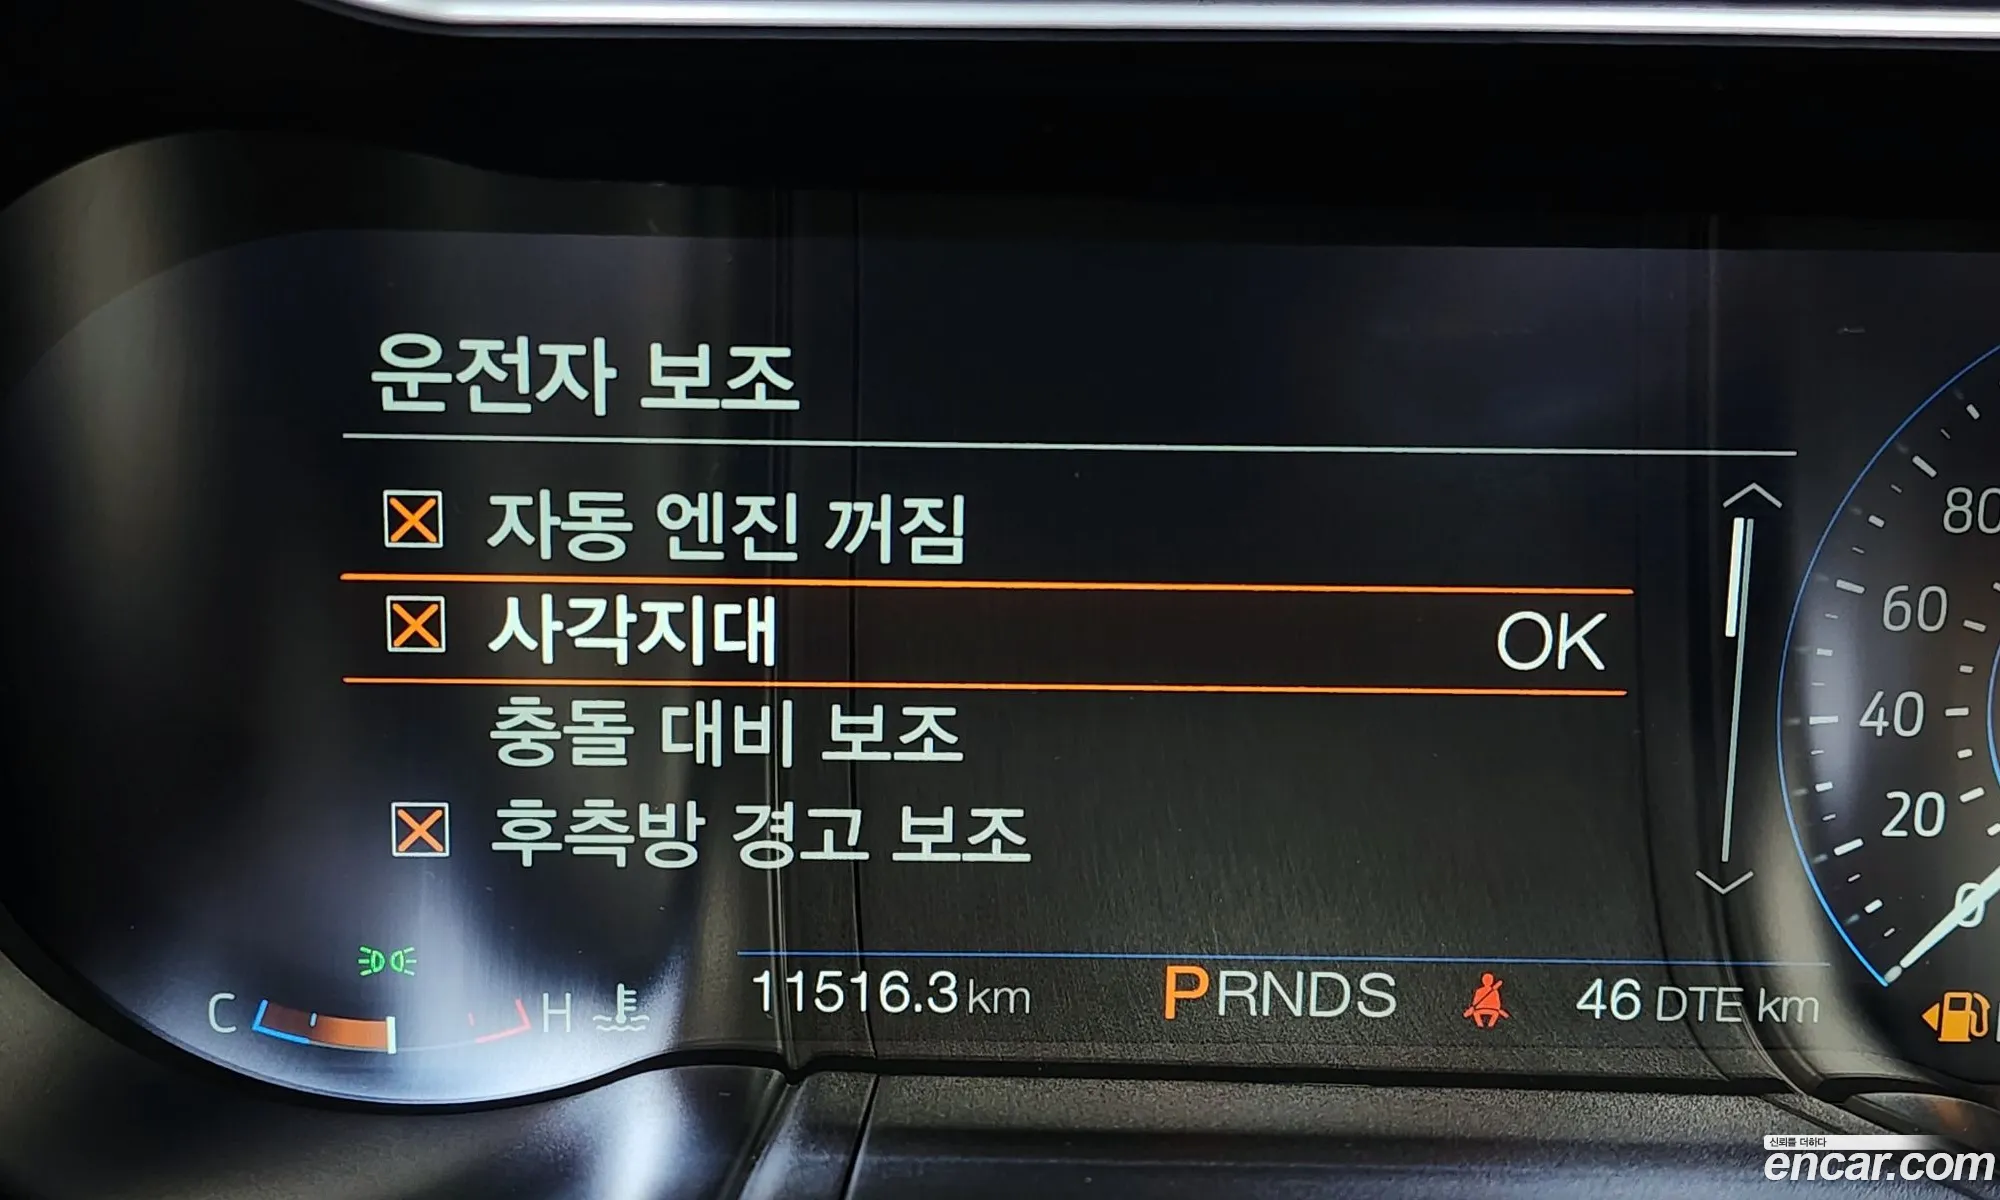 운전자 보조
자동 엔진 꺼짐
사각지대 OK
충돌 대비 보조
후측방 경고 보조
80
60
40
20
0
C H
11516.3 km PRNDS 46 DTE km
신뢰를 더하다
encar.com